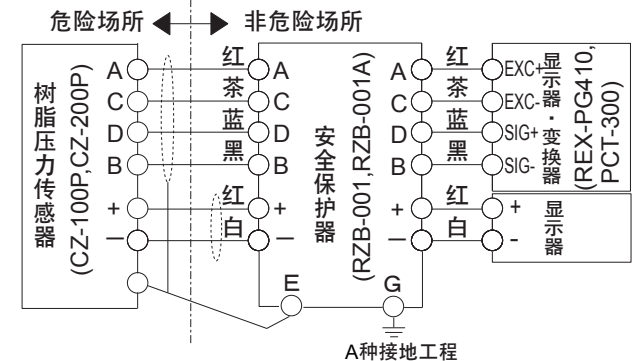 危险场所 非危险场所
树脂压力传感器
(CZ-100P,CZ-200P)
A
C
D
B
+
−
红
茶
蓝
黑
红
白
A
C
D
B
+
−
安全保护器
(RZB-001,RZB-001A)
A
C
D
B
+
−
E
G
红
茶
蓝
黑
红
白
EXC+
EXC-
SIG+
SIG-
显示器・变换器
(REX-PG410,
PCT-300)
+
-
显示器
A种接地工程